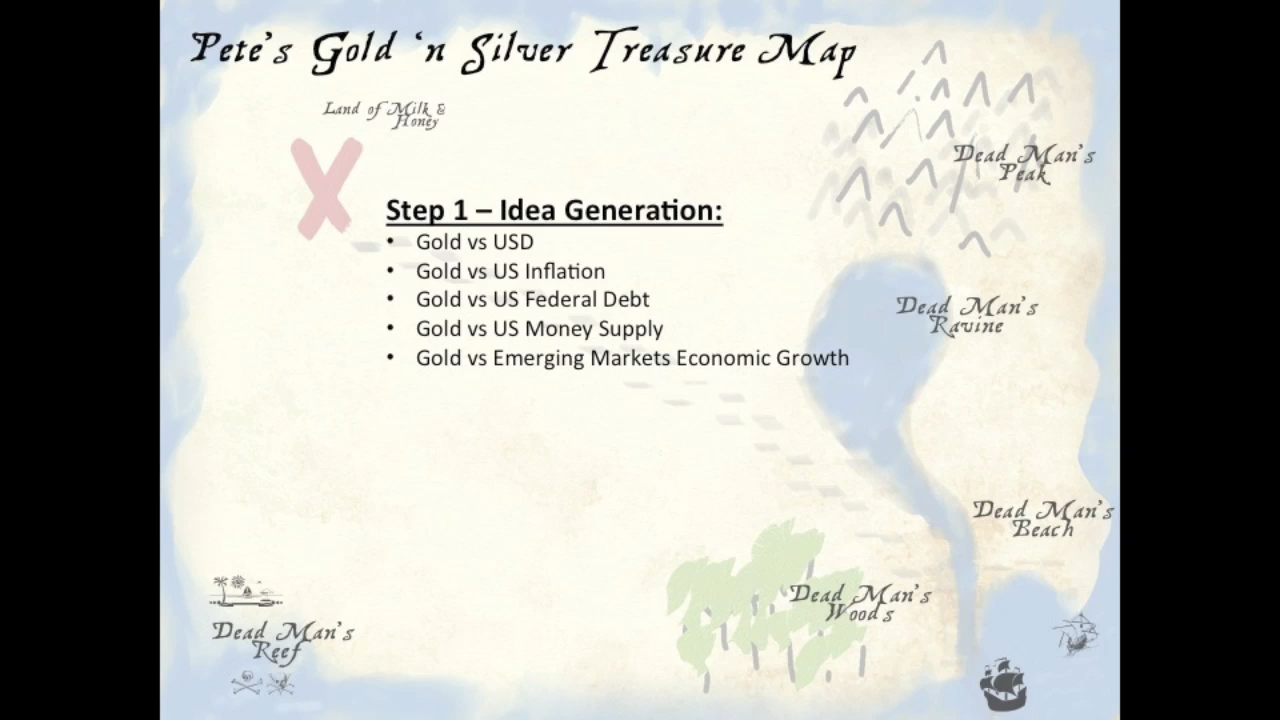 Pete's Gold 'n Silver Treasure Map
Land of Milk &
Honey
Dead Man's
Peak
Step 1 – Idea Generation:
• Gold vs USD
• Gold vs US Inflation
• Gold vs US Federal Debt
• Gold vs US Money Supply
• Gold vs Emerging Markets Economic Growth
Dead Man's
Ravine
Dead Man's
Beach
Dead Man's
Woods
Dead Man's
Reef